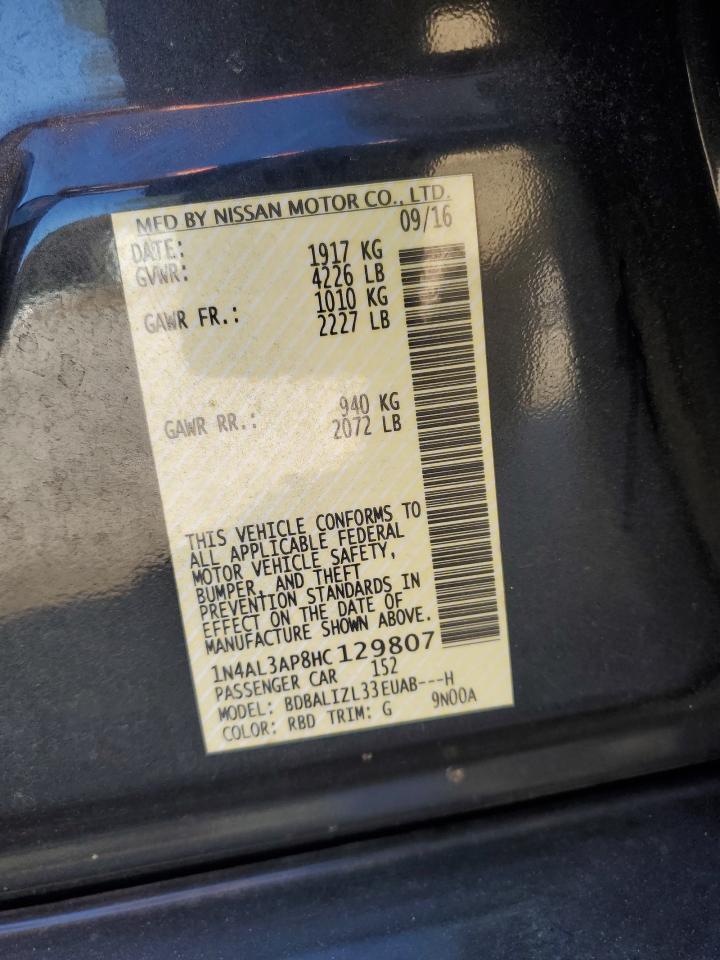 MFD BY NISSAN MOTOR CO., LTD.
DATE: 09/16
GVWR: 1917 KG
4226 LB
GAWR FR.: 1010 KG
2227 LB
GAWR RR.: 940 KG
2072 LB
THIS VEHICLE CONFORMS TO
ALL APPLICABLE FEDERAL
MOTOR VEHICLE SAFETY,
BUMPER, AND THEFT
PREVENTION STANDARDS IN
EFFECT ON THE DATE OF
MANUFACTURE SHOWN ABOVE.
1N4AL3AP8HC129807
PASSENGER CAR 152
MODEL: BDBALIZL33EUAB---H
COLOR: RBD TRIM: G 9N00A